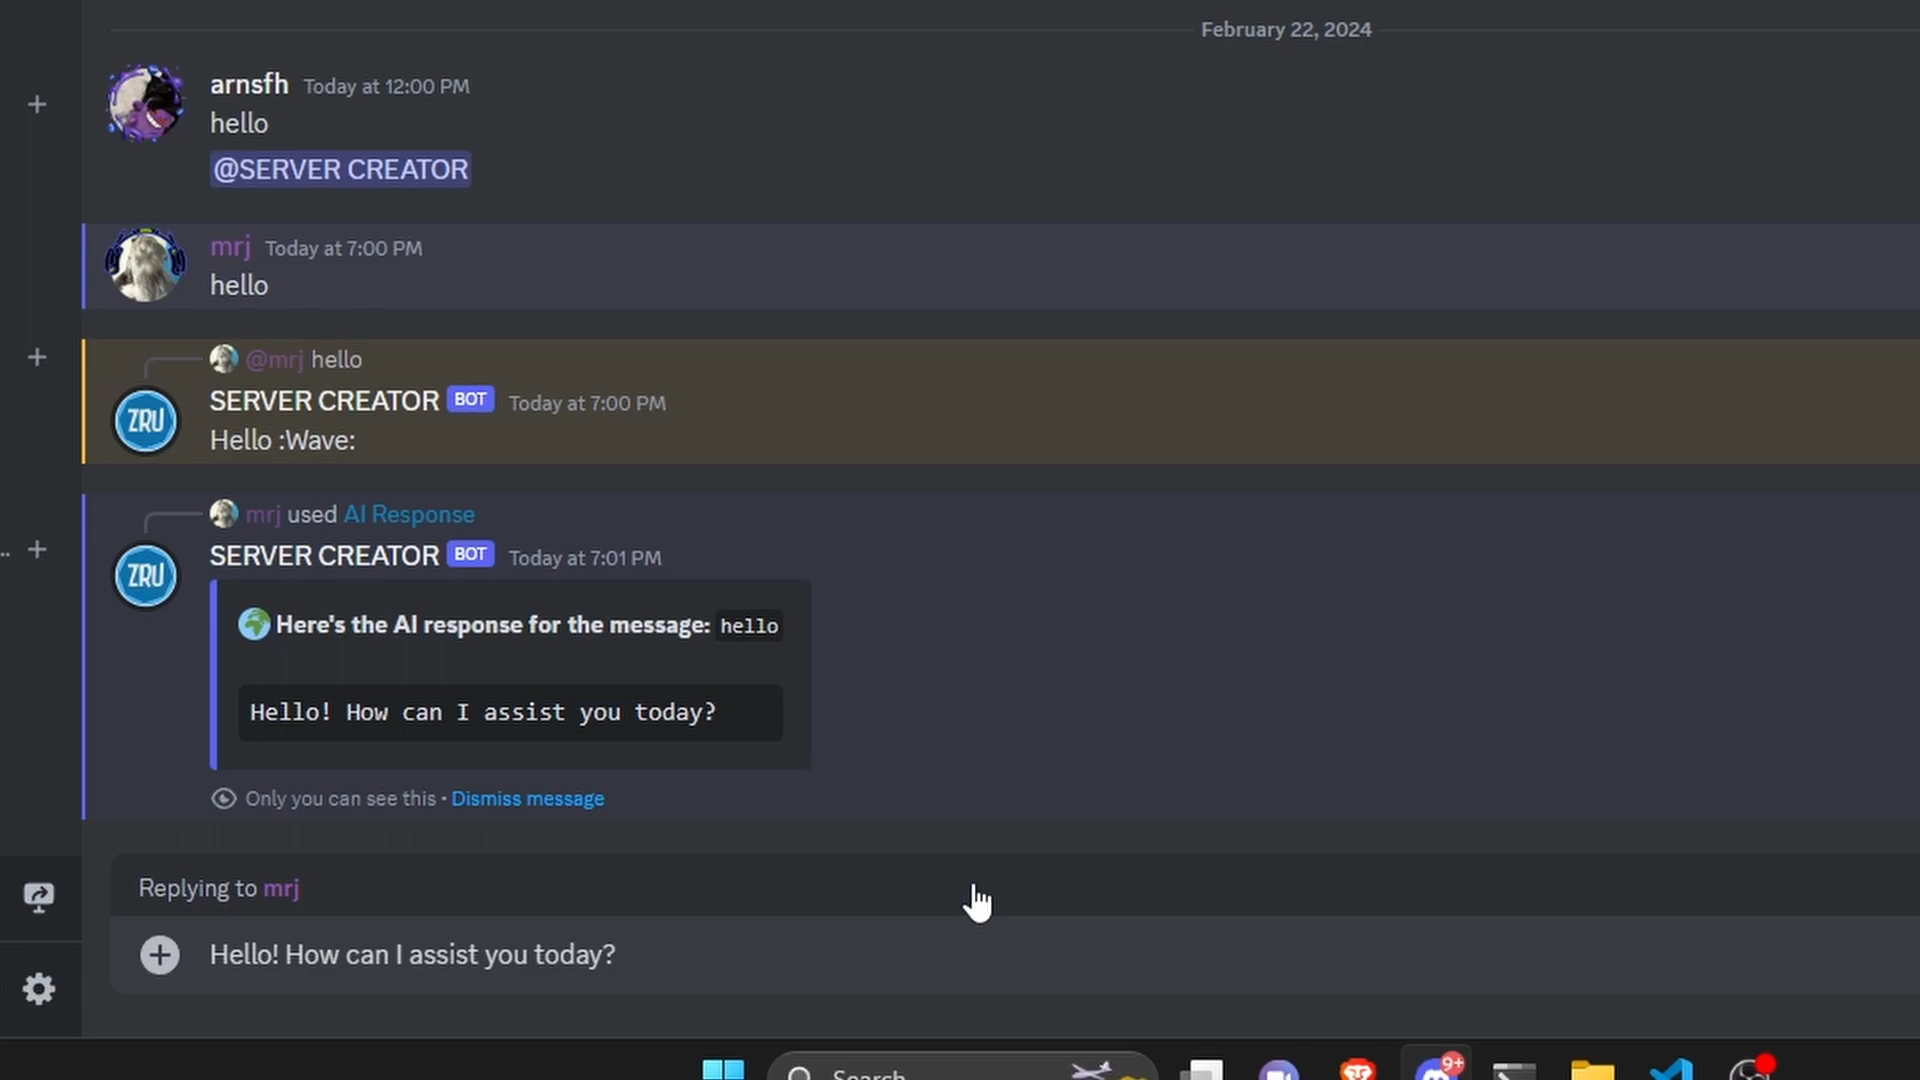 February 22, 2024
arnsfh Today at 12:00 PM
hello
@SERVER CREATOR
mrj Today at 7:00 PM
hello
@mrj hello
SERVER CREATOR BOT Today at 7:00 PM
ZRU
Hello :Wave:
mrj used AI Response
SERVER CREATOR BOT Today at 7:01 PM
ZRU
Here's the AI response for the message: hello
Hello! How can I assist you today?
Only you can see this • Dismiss message
Replying to mrj
Hello! How can I assist you today?
Search
9+